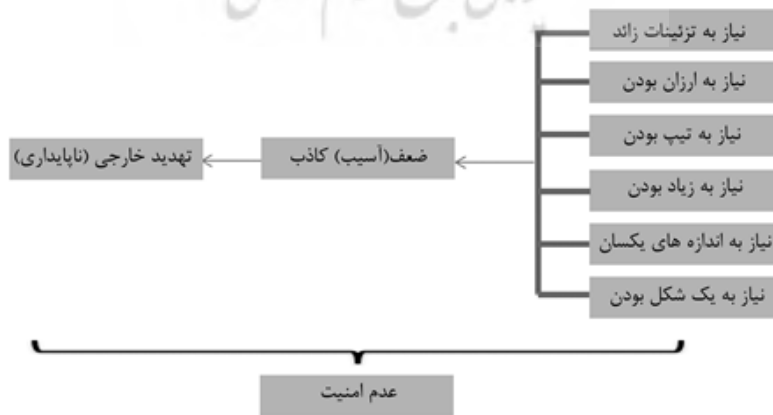 نیاز به تزئینات زائد
نیاز به ارزان بودن
نیاز به تیپ بودن
نیاز به زیاد بودن
نیاز به اندازه های یکسان
نیاز به یک شکل بودن
ضعف(آسیب) کاذب
تهدید خارجی (ناپایداری)
عدم امنیت